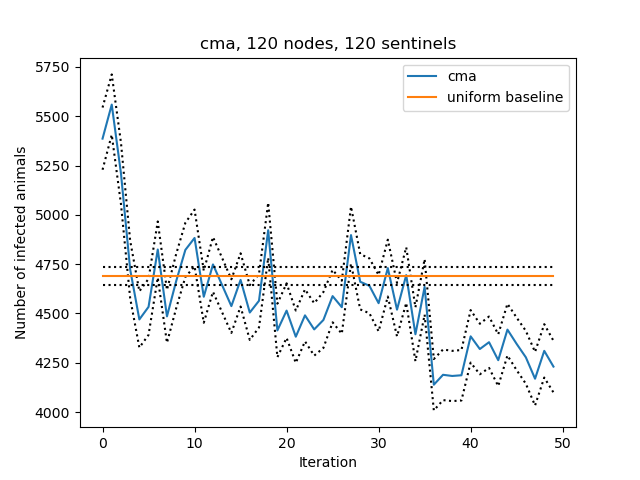 cma, 120 nodes, 120 sentinels
cma
uniform baseline
Number of infected animals
5750
5500
5250
5000
4750
4500
4250
4000
0 10 20 30 40 50
Iteration